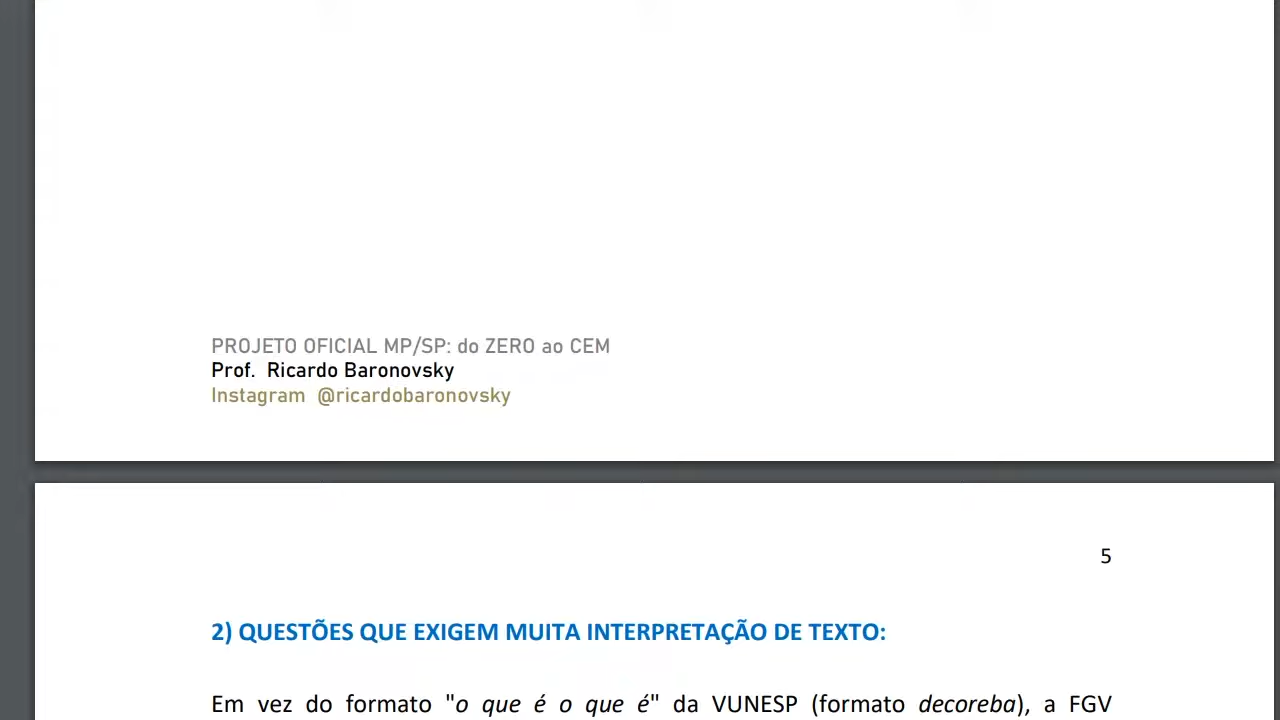 PROJETO OFICIAL MP/SP: do ZERO ao CEM
Prof. Ricardo Baronovsky
Instagram @ricardobaronovsky
5
2) QUESTÕES QUE EXIGEM MUITA INTERPRETAÇÃO DE TEXTO:
Em vez do formato "o que é o que é" da VUNESP (formato decoreba), a FGV